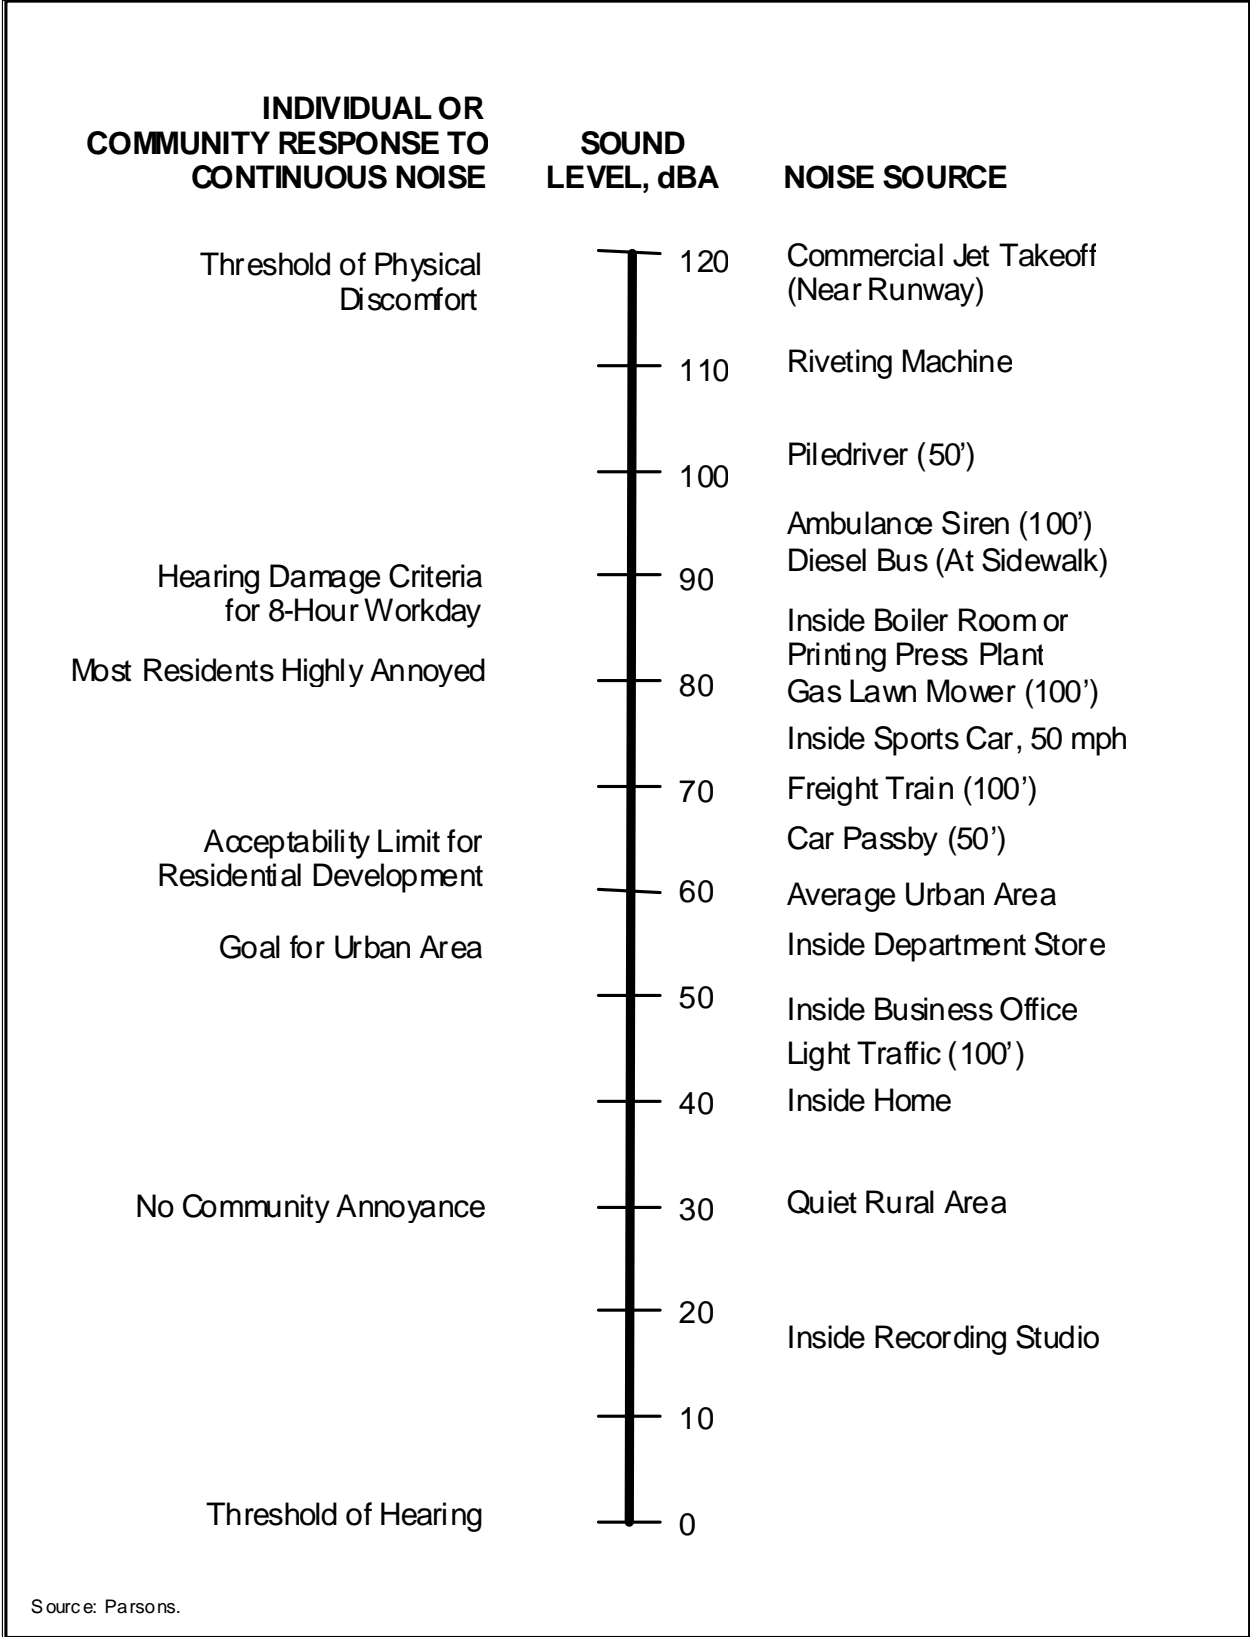 INDIVIDUAL OR
COMMUNITY RESPONSE TO
CONTINUOUS NOISE
SOUND
LEVEL, dBA
NOISE SOURCE
Threshold of Physical
Discomfort
120
Commercial Jet Takeoff
(Near Runway)
110
Riveting Machine
Piledriver (50’)
100
Ambulance Siren (100’)
Diesel Bus (At Sidewalk)
Hearing Damage Criteria
for 8-Hour Workday
90
Inside Boiler Room or
Printing Press Plant
Most Residents Highly Annoyed
80
Gas Lawn Mower (100’)
Inside Sports Car, 50 mph
70
Freight Train (100’)
Car Passby (50’)
Acceptability Limit for
Residential Development
60
Average Urban Area
Goal for Urban Area
Inside Department Store
50
Inside Business Office
Light Traffic (100’)
40
Inside Home
No Community Annoyance
30
Quiet Rural Area
20
Inside Recording Studio
10
Threshold of Hearing
0
Source: Parsons.